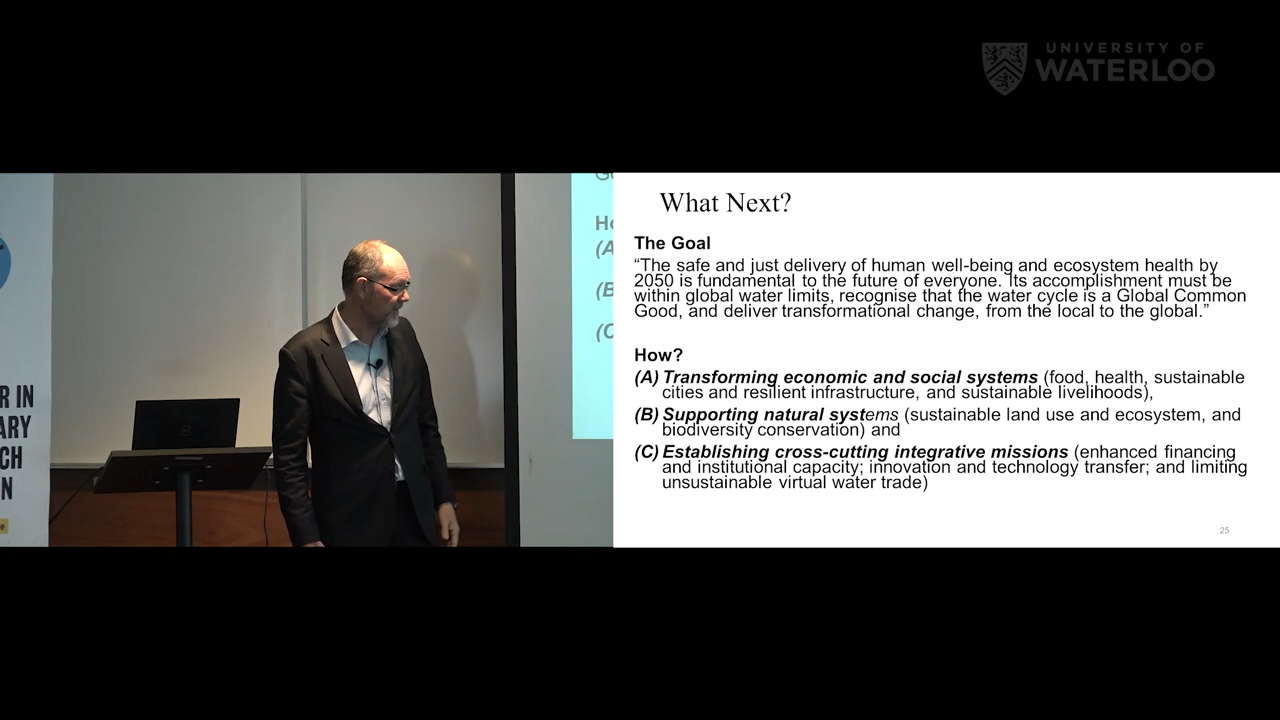 UNIVERSITY OF
WATERLOO
What Next?
The Goal
“The safe and just delivery of human well-being and ecosystem health by
2050 is fundamental to the future of everyone. Its accomplishment must be
within global water limits, recognise that the water cycle is a Global Common
Good, and deliver transformational change, from the local to the global.”
How?
(A) Transforming economic and social systems (food, health, sustainable
cities and resilient infrastructure, and sustainable livelihoods),
(B) Supporting natural systems (sustainable land use and ecosystem, and
biodiversity conservation) and
(C) Establishing cross-cutting integrative missions (enhanced financing
and institutional capacity; innovation and technology transfer; and limiting
unsustainable virtual water trade)
25
R IN
ARY
CH
N
e
Ho
(A
(B
(C